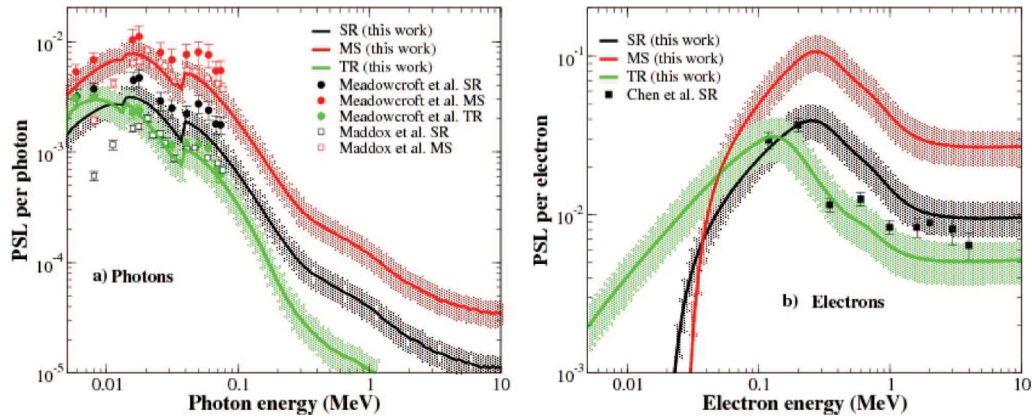 SR (this work)
MS (this work)
TR (this work)
Meadowcroft et al. SR
Meadowcroft et al. MS
Meadowcroft et al. TR
Maddox et al. SR
Maddox et al. MS
PSL per photon
10^-2
10^-3
10^-4
10^-5
a) Photons
0.01
0.1
1
10
Photon energy (MeV)
SR (this work)
MS (this work)
TR (this work)
Chen et al. SR
PSL per electron
10^-1
10^-2
10^-3
b) Electrons
0.01
0.1
1
10
Electron energy (MeV)